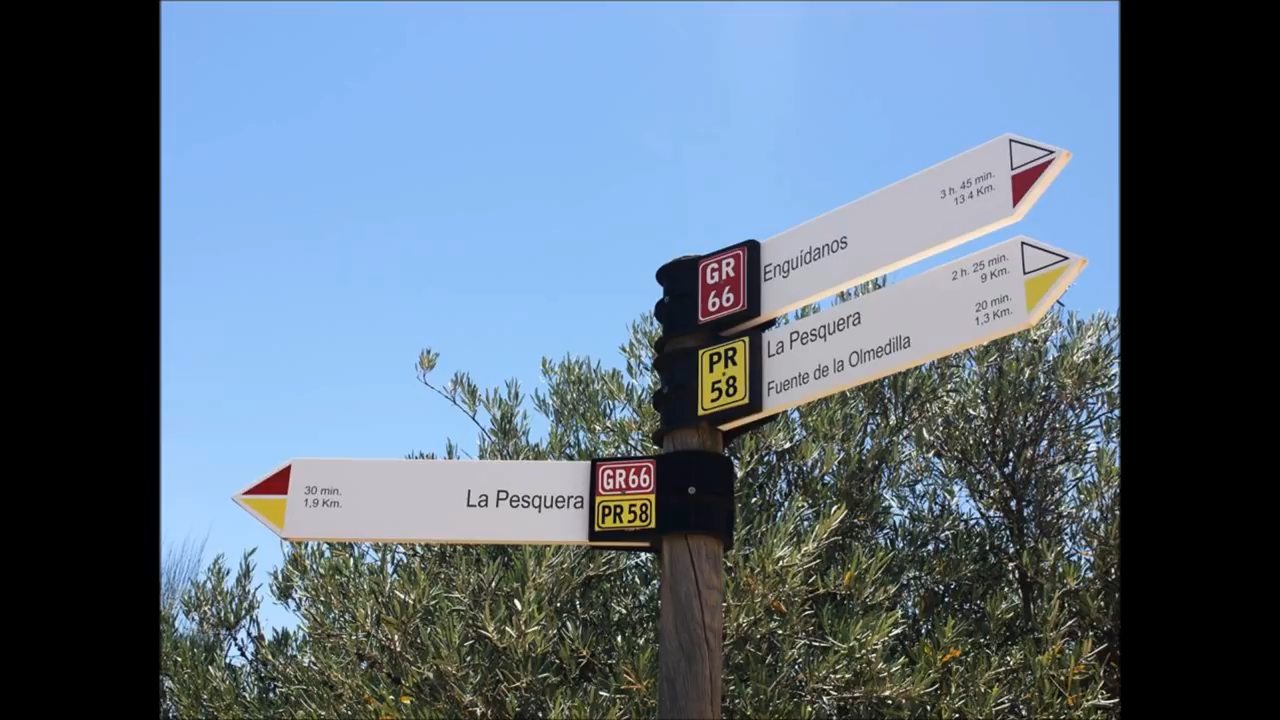 GR
66
Enguídanos
3 h. 45 min.
13 4 Km.
PR
58
La Pesquera
2 h. 25 min.
9 Km.
Fuente de la Olmedilla
20 min.
1,3 Km.
30 min.
1,9 Km.
La Pesquera
GR66
PR58